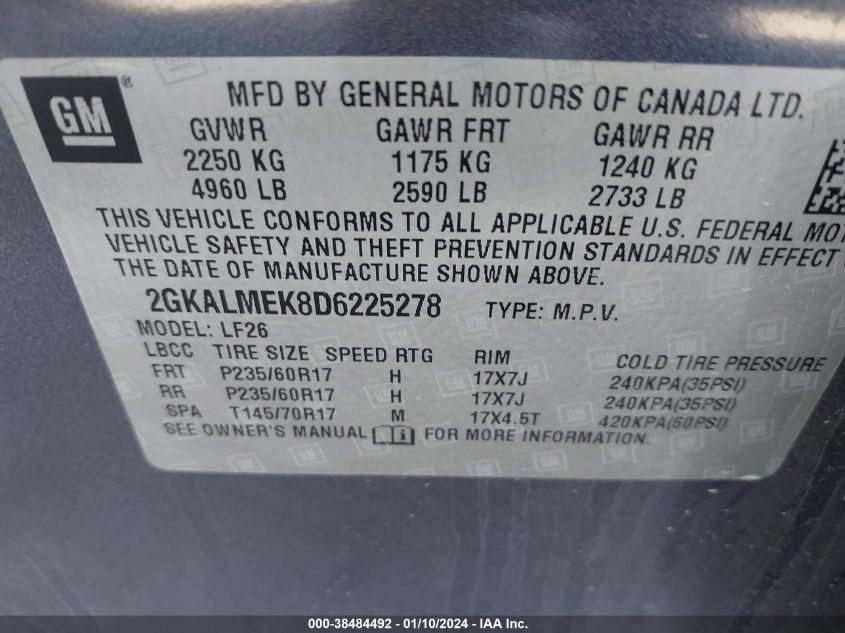 GM ®
MFD BY GENERAL MOTORS OF CANADA LTD.
GVWR GAWR FRT GAWR RR
2250 KG 1175 KG 1240 KG
4960 LB 2590 LB 2733 LB
THIS VEHICLE CONFORMS TO ALL APPLICABLE U.S. FEDERAL MOT
VEHICLE SAFETY AND THEFT PREVENTION STANDARDS IN EFFECT
THE DATE OF MANUFACTURE SHOWN ABOVE.
2GKALMEK8D6225278 TYPE: M.P.V.
MODEL: LF26
LBCC TIRE SIZE SPEED RTG RIM COLD TIRE PRESSURE
FRT P235/60R17 H 17X7J 240KPA(35PSI)
RR P235/60R17 H 17X7J 240KPA(35PSI)
SPA T145/70R17 M 17X4.5T 420KPA(60PSI)
SEE OWNER'S MANUAL FOR MORE INFORMATION.
000-38484492 - 01/10/2024 - IAA Inc.